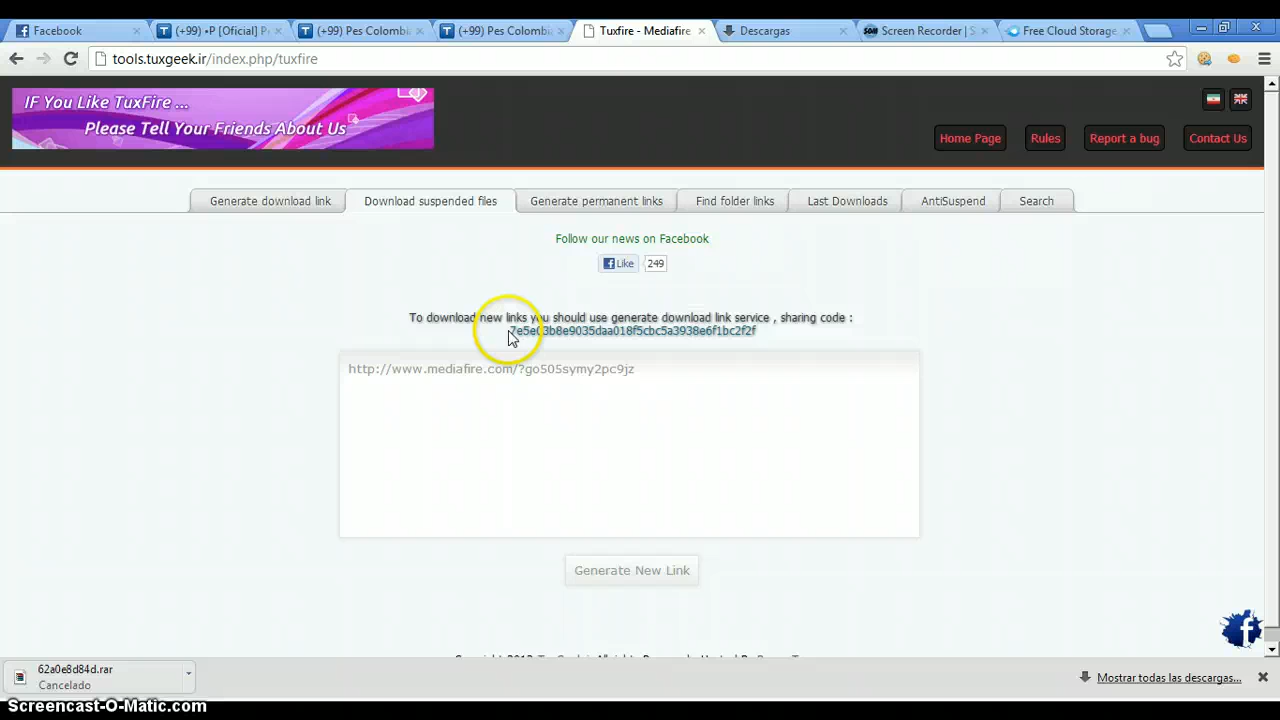 Facebook
(+99) •P [Oficial] P
(+99) Pes Colombi
(+99) Pes Colombi
Tuxfire - Mediafire
Descargas
Screen Recorder | S
Free Cloud Storage
tools.tuxgeek.ir/index.php/tuxfire
IF You Like TuxFire ...
Please Tell Your Friends About Us
Home Page
Rules
Report a bug
Contact Us
Generate download link
Download suspended files
Generate permanent links
Find folder links
Last Downloads
AntiSuspend
Search
Follow our news on Facebook
Like
249
To download new links you should use generate download link service , sharing code :
7e5e03b8e9035daa018f5cbc5a3938e6f1bc2f2f
http://www.mediafire.com/?go505symy2pc9jz
Generate New Link
62a0e8d84d.rar
Cancelado
Mostrar todas las descargas...
Screencast-O-Matic.com